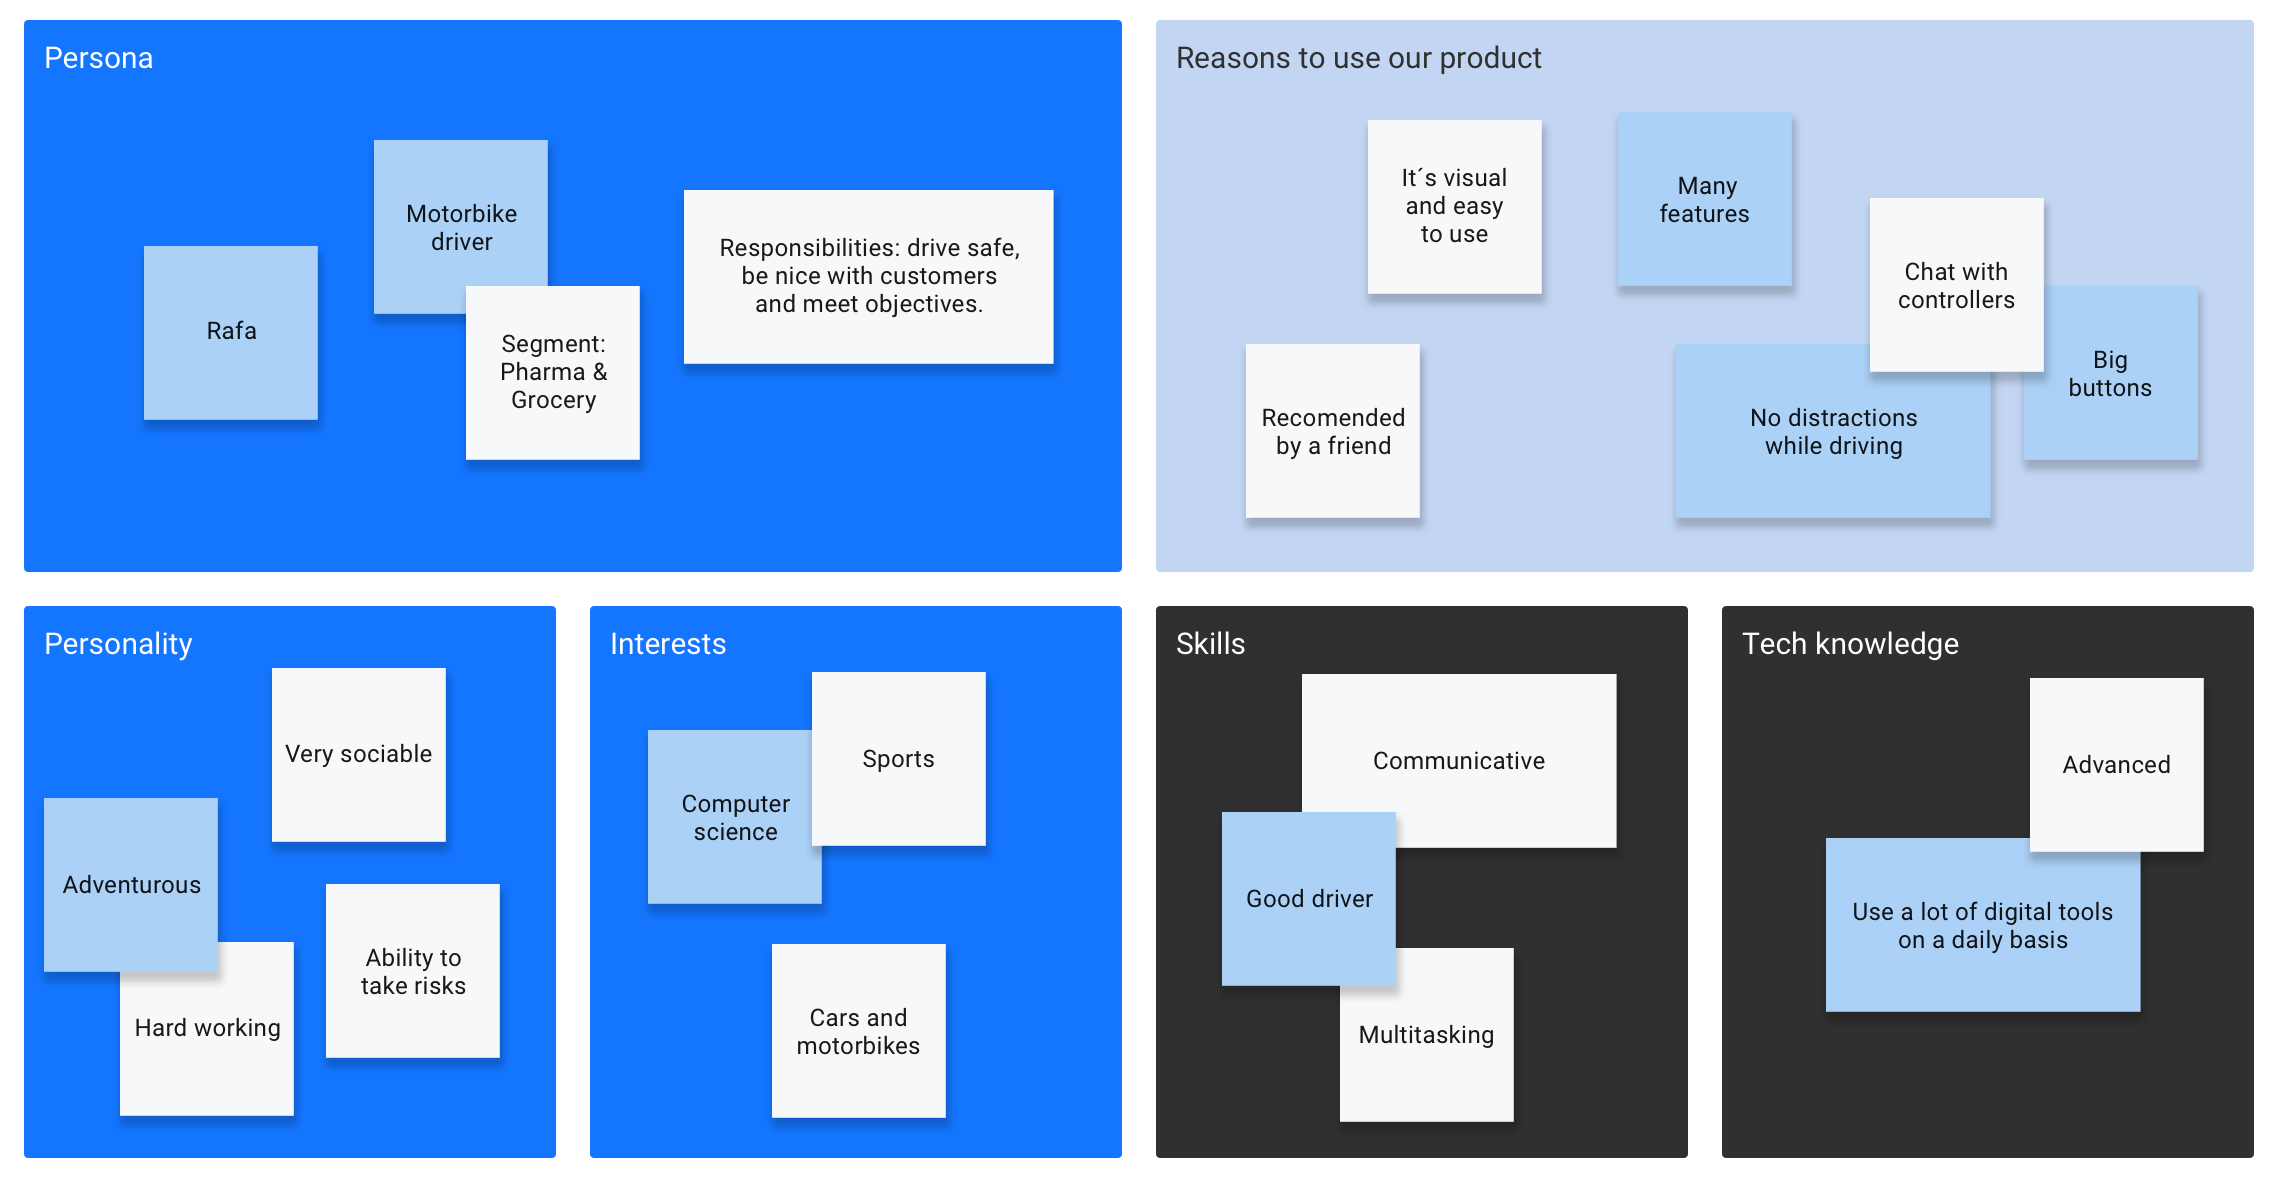 Persona
Rafa
Motorbike
driver
Segment:
Pharma &
Grocery
Responsibilities: drive safe,
be nice with customers
and meet objectives.
Reasons to use our product
It´s visual
and easy
to use
Many
features
Chat with
controllers
Big
buttons
Recomended
by a friend
No distractions
while driving
Personality
Very sociable
Adventurous
Ability to
take risks
Hard working
Interests
Sports
Computer
science
Cars and
motorbikes
Skills
Communicative
Good driver
Multitasking
Tech knowledge
Advanced
Use a lot of digital tools
on a daily basis